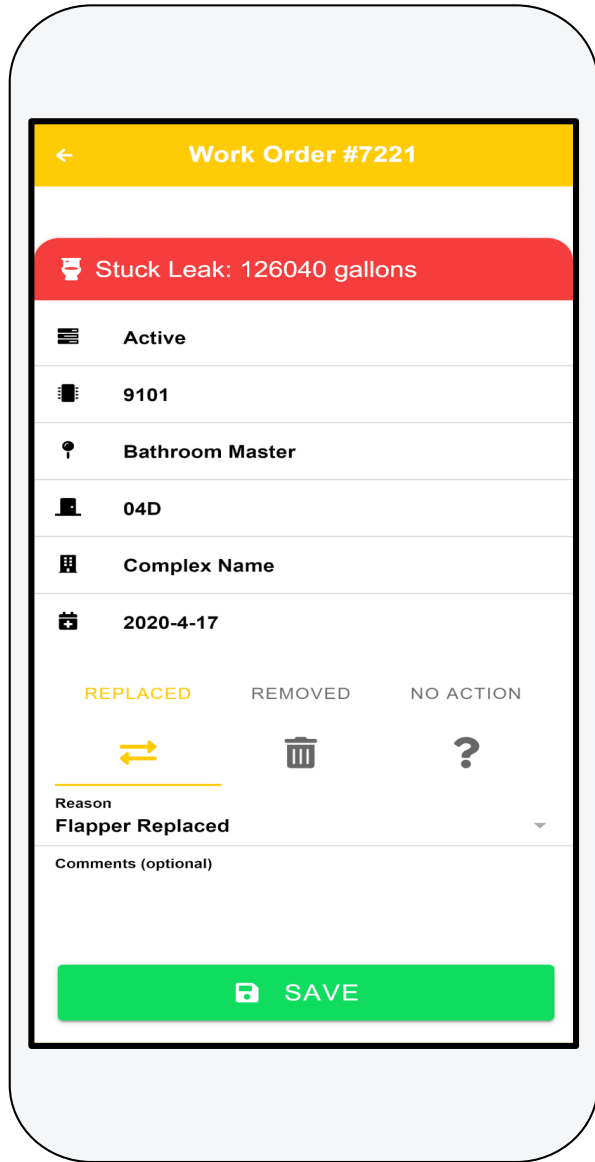 Work Order #7221
Stuck Leak: 126040 gallons
Active
9101
Bathroom Master
04D
Complex Name
2020-4-17
REPLACED REMOVED NO ACTION
?
Reason
Flapper Replaced
Comments (optional)
SAVE